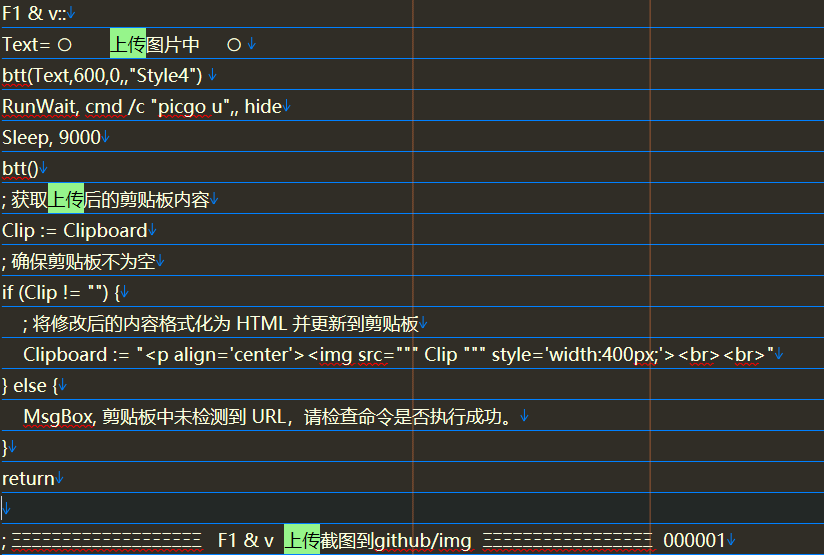 F1 & v::↓
Text= ○ 上传图片中 ○ ↓
btt(Text,600,0,,"Style4") ↓
RunWait, cmd /c "picgo u",, hide↓
Sleep, 9000↓
btt()↓
; 获取上传后的剪贴板内容↓
Clip := Clipboard↓
; 确保剪贴板不为空↓
if (Clip != "") {↓
; 将修改后的内容格式化为 HTML 并更新到剪贴板↓
Clipboard := "<p align='center'><img src=""" Clip """ style='width:400px;'><br><br>"↓
} else {↓
MsgBox, 剪贴板中未检测到 URL，请检查命令是否执行成功。↓
}↓
return↓
↓
; ΞΞΞΞΞΞΞΞΞΞΞΞΞΞΞΞΞΞΞ F1 & v 上传截图到github/img ΞΞΞΞΞΞΞΞΞΞΞΞΞΞΞΞΞ 000001↓